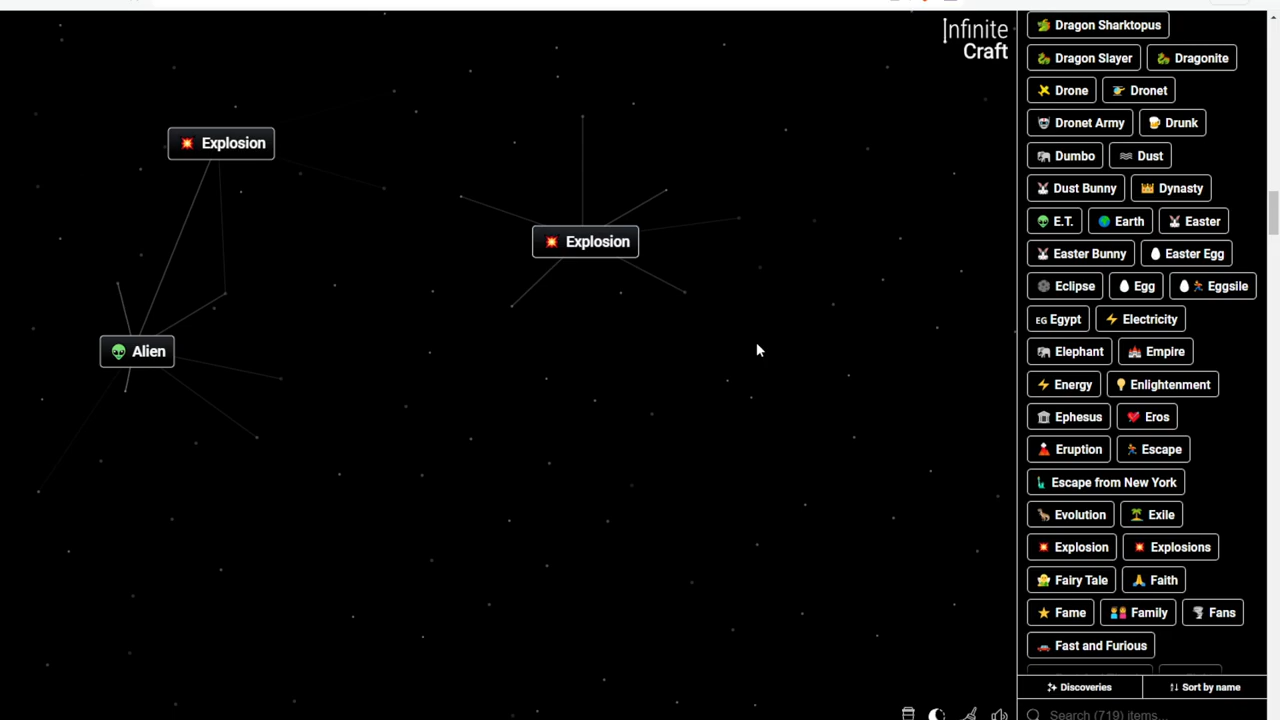 Infinite
Craft
Explosion
Explosion
Alien
Dragon Sharktopus
Dragon Slayer Dragonite
Drone Dronet
Dronet Army Drunk
Dumbo Dust
Dust Bunny Dynasty
E.T. Earth Easter
Easter Bunny Easter Egg
Eclipse Egg Eggsile
EG Egypt Electricity
Elephant Empire
Energy Enlightenment
Ephesus Eros
Eruption Escape
Escape from New York
Evolution Exile
Explosion Explosions
Fairy Tale Faith
Fame Family Fans
Fast and Furious
Discoveries Sort by name
Search (719) items...